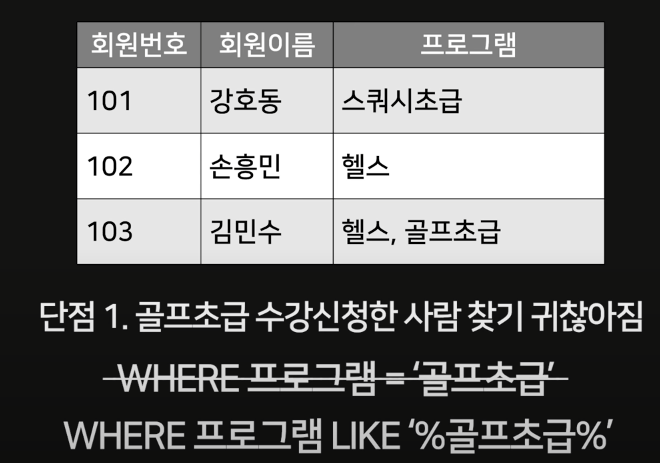 회원번호 회원이름 프로그램
101 강호동 스쿼시초급
102 손흥민 헬스
103 김민수 헬스, 골프초급
단점 1. 골프초급 수강신청한 사람 찾기 귀찮아짐
WHERE 프로그램 = ‘골프초급’
WHERE 프로그램 LIKE ‘%골프초급%’